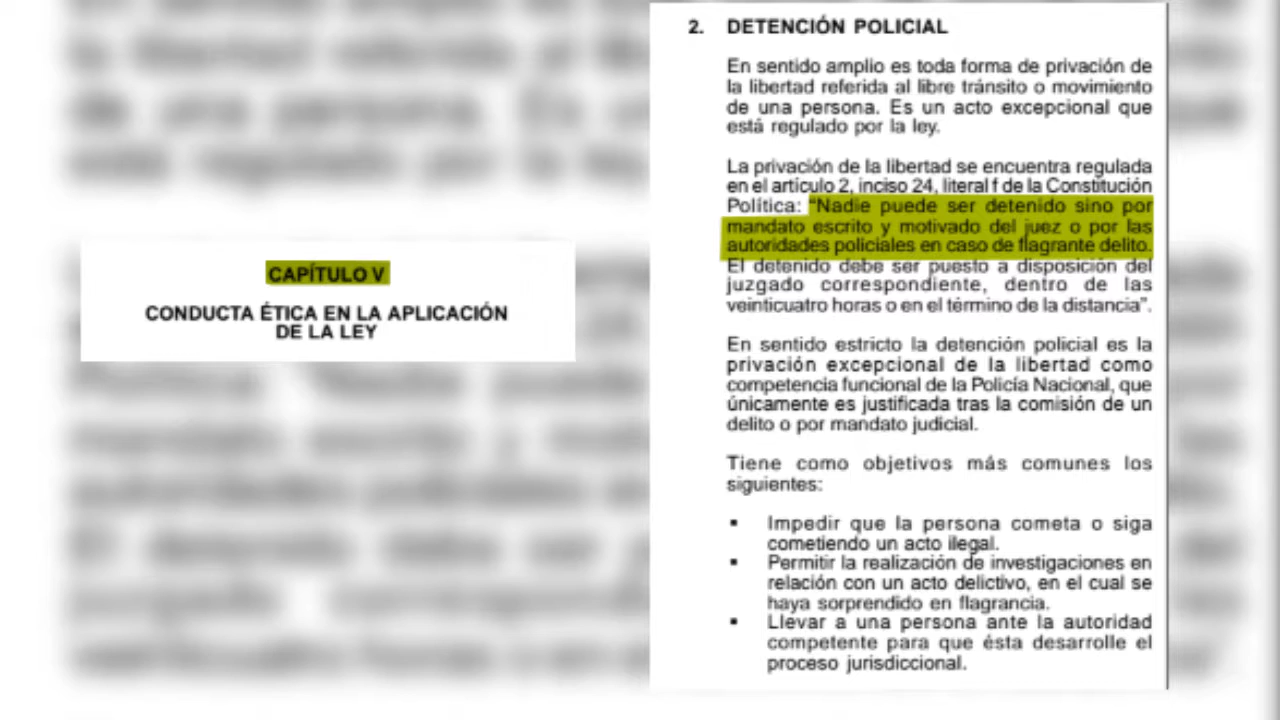 CAPÍTULO V
CONDUCTA ÉTICA EN LA APLICACIÓN
DE LA LEY
2. DETENCIÓN POLICIAL
En sentido amplio es toda forma de privación de
la libertad referida al libre tránsito o movimiento
de una persona. Es un acto excepcional que
está regulado por la ley.
La privación de la libertad se encuentra regulada
en el artículo 2, inciso 24, literal f de la Constitución
Política: “Nadie puede ser detenido sino por
mandato escrito y motivado del juez o por las
autoridades policiales en caso de flagrante delito.
El detenido debe ser puesto a disposición del
juzgado correspondiente, dentro de las
veinticuatro horas o en el término de la distancia”.
En sentido estricto la detención policial es la
privación excepcional de la libertad como
competencia funcional de la Policía Nacional, que
únicamente es justificada tras la comisión de un
delito o por mandato judicial.
Tiene como objetivos más comunes los
siguientes:
▪ Impedir que la persona cometa o siga
cometiendo un acto ilegal.
▪ Permitir la realización de investigaciones en
relación con un acto delictivo, en el cual se
haya sorprendido en flagrancia.
▪ Llevar a una persona ante la autoridad
competente para que ésta desarrolle el
proceso jurisdiccional.